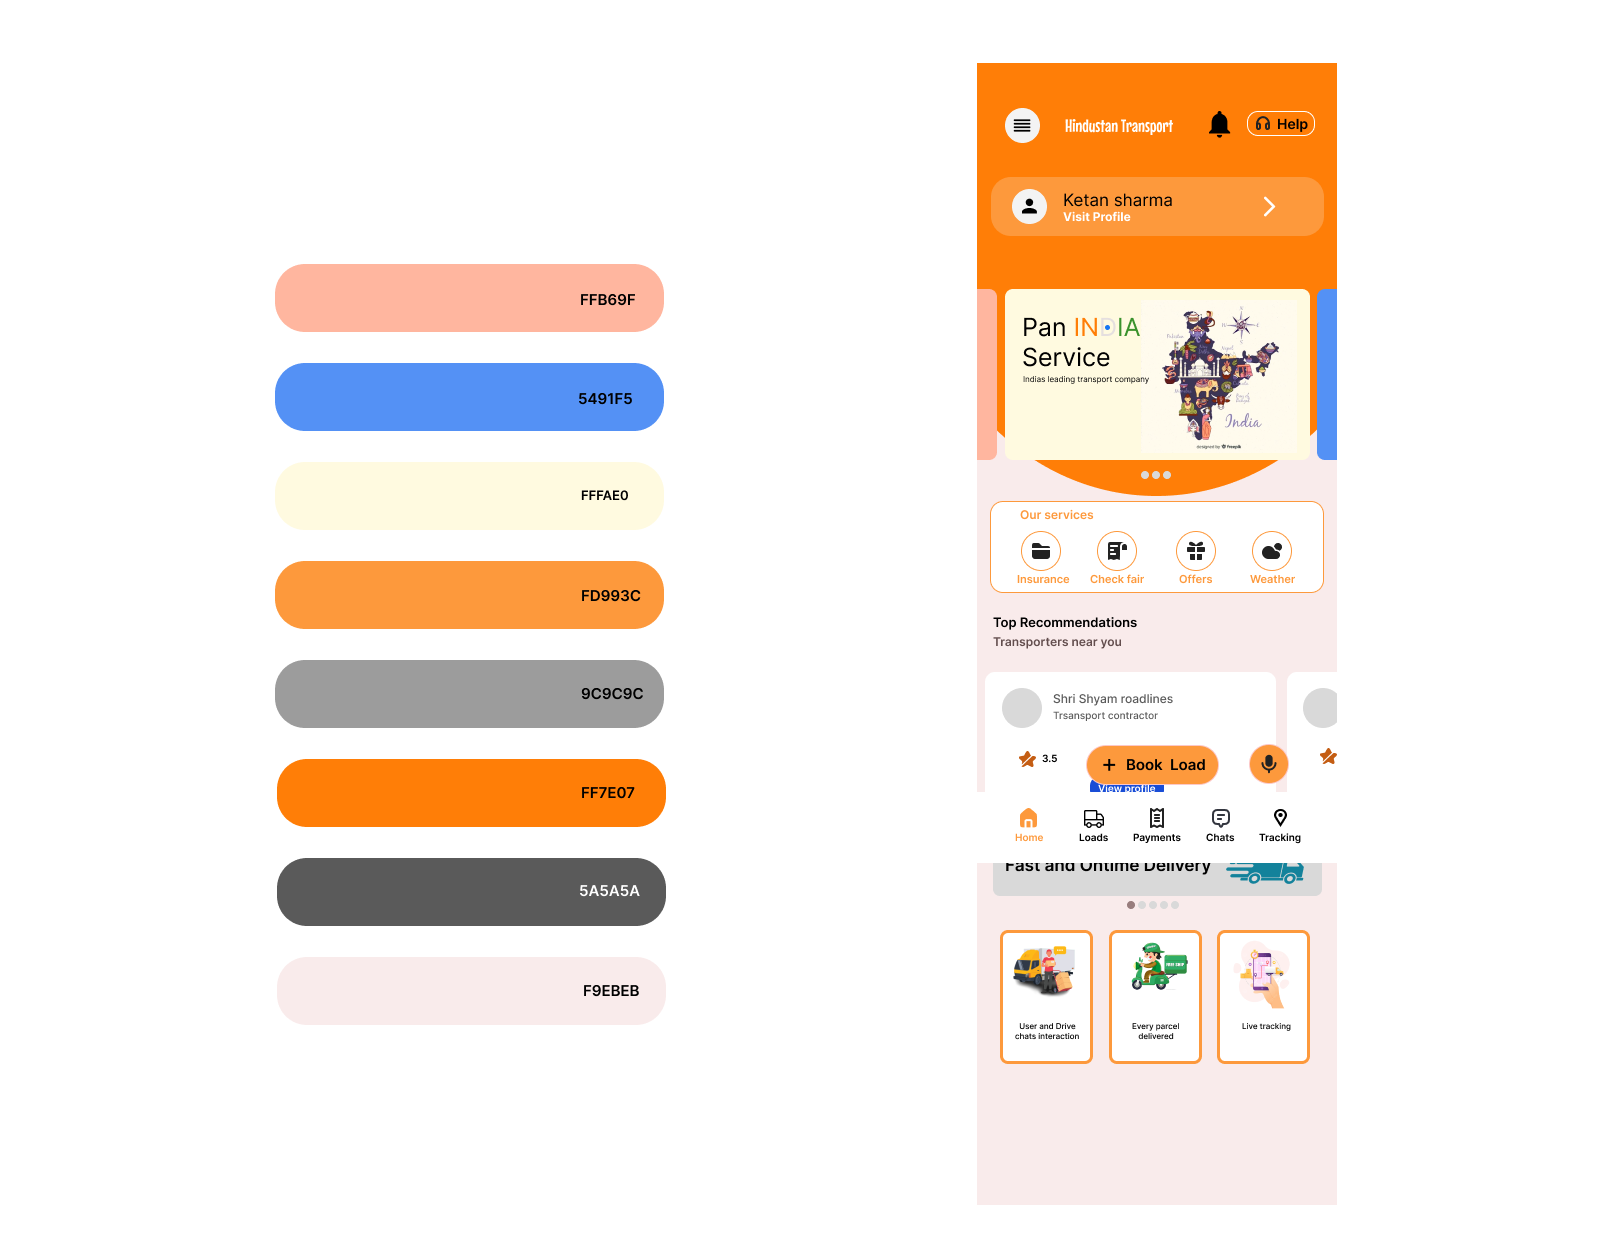 FFB69F
5491F5
FFFAE0
FD993C
9C9C9C
FF7E07
5A5A5A
F9EBEB
Hindustan Transport
Help
Ketan sharma
Visit Profile
Pan INDIA
Service
Indias leading transport company
India
designed by freepik
Our services
Insurance
Check fair
Offers
Weather
Top Recommendations
Transporters near you
Shri Shyam roadlines
Trsansport contractor
3.5
+ Book Load
View profile
Home
Loads
Payments
Chats
Tracking
Fast and Ontime Delivery
User and Drive
chats interaction
Every parcel
delivered
Live tracking